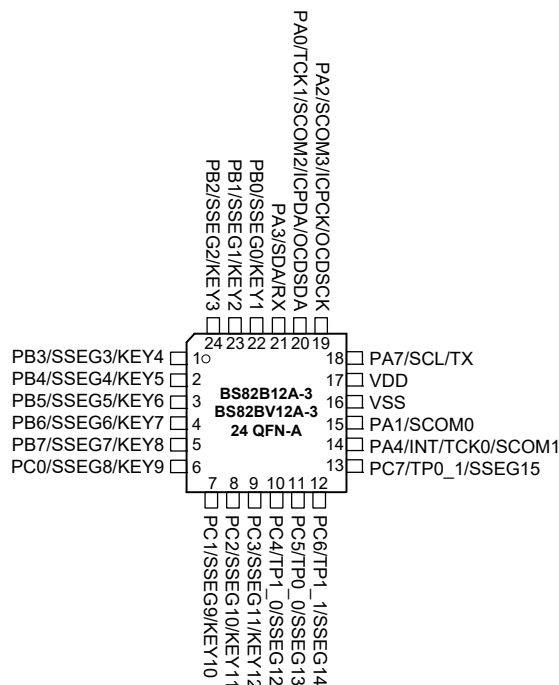 PA0/TCK1/SCOM2/ICPDA/OCDSDA
PA2/SCOM3/ICPCK/OCDSCK
PB2/SSEG2/KEY3
PB1/SSEG1/KEY2
PB0/SSEG0/KEY1
PA3/SDA/RX
24 23 22 21 20 19
PB3/SSEG3/KEY4 1
PB4/SSEG4/KEY5 2
PB5/SSEG5/KEY6 3
PB6/SSEG6/KEY7 4
PB7/SSEG7/KEY8 5
PC0/SSEG8/KEY9 6
BS82B12A-3
BS82BV12A-3
24 QFN-A
18 PA7/SCL/TX
17 VDD
16 VSS
15 PA1/SCOM0
14 PA4/INT/TCK0/SCOM1
13 PC7/TP0_1/SSEG15
7 8 9 10 11 12
PC1/SSEG9/KEY10
PC2/SSEG10/KEY11
PC3/SSEG11/KEY12
PC4/TP1_0/SSEG12
PC5/TP0_0/SSEG13
PC6/TP1_1/SSEG14